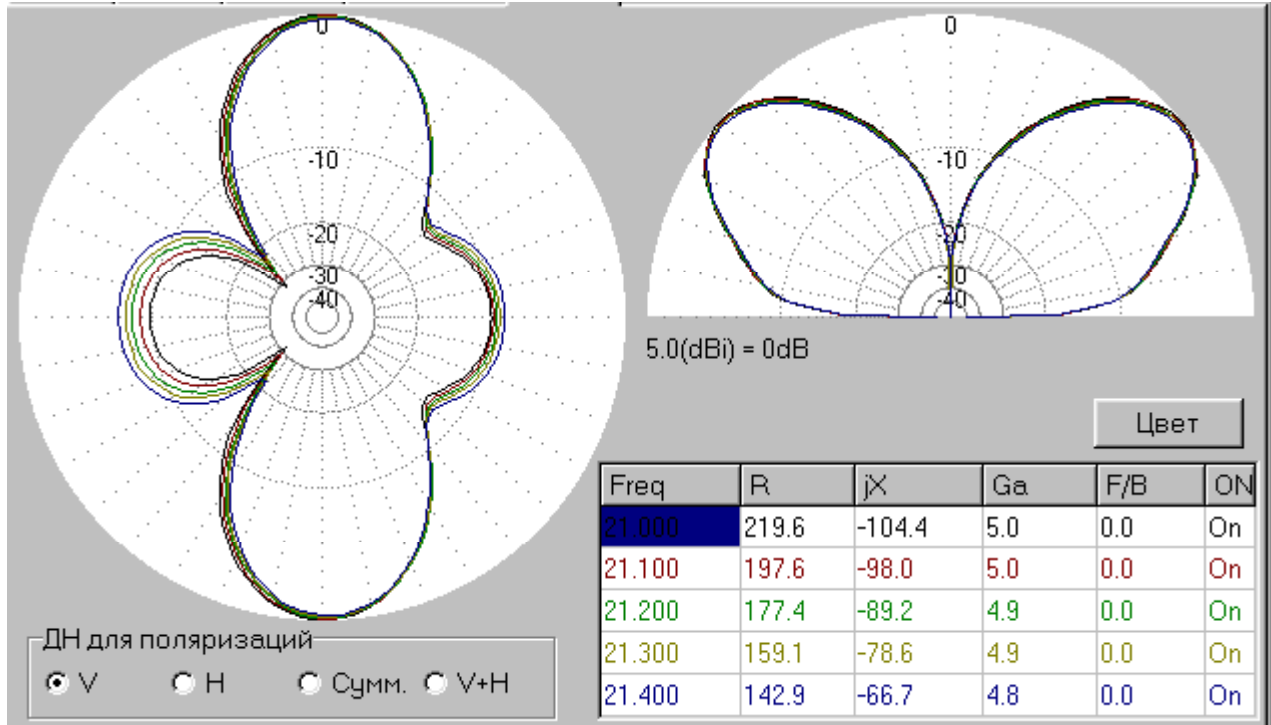 0
-10
-20
-30
-40
0
-10
-20
-30
-40
5.0(dBi) = 0dB
Цвет
Freq R jX Ga F/B ON
21.000 219.6 -104.4 5.0 0.0 On
21.100 197.6 -98.0 5.0 0.0 On
21.200 177.4 -89.2 4.9 0.0 On
21.300 159.1 -78.6 4.9 0.0 On
21.400 142.9 -66.7 4.8 0.0 On
ДН для поляризаций
V H Сумм. V+H